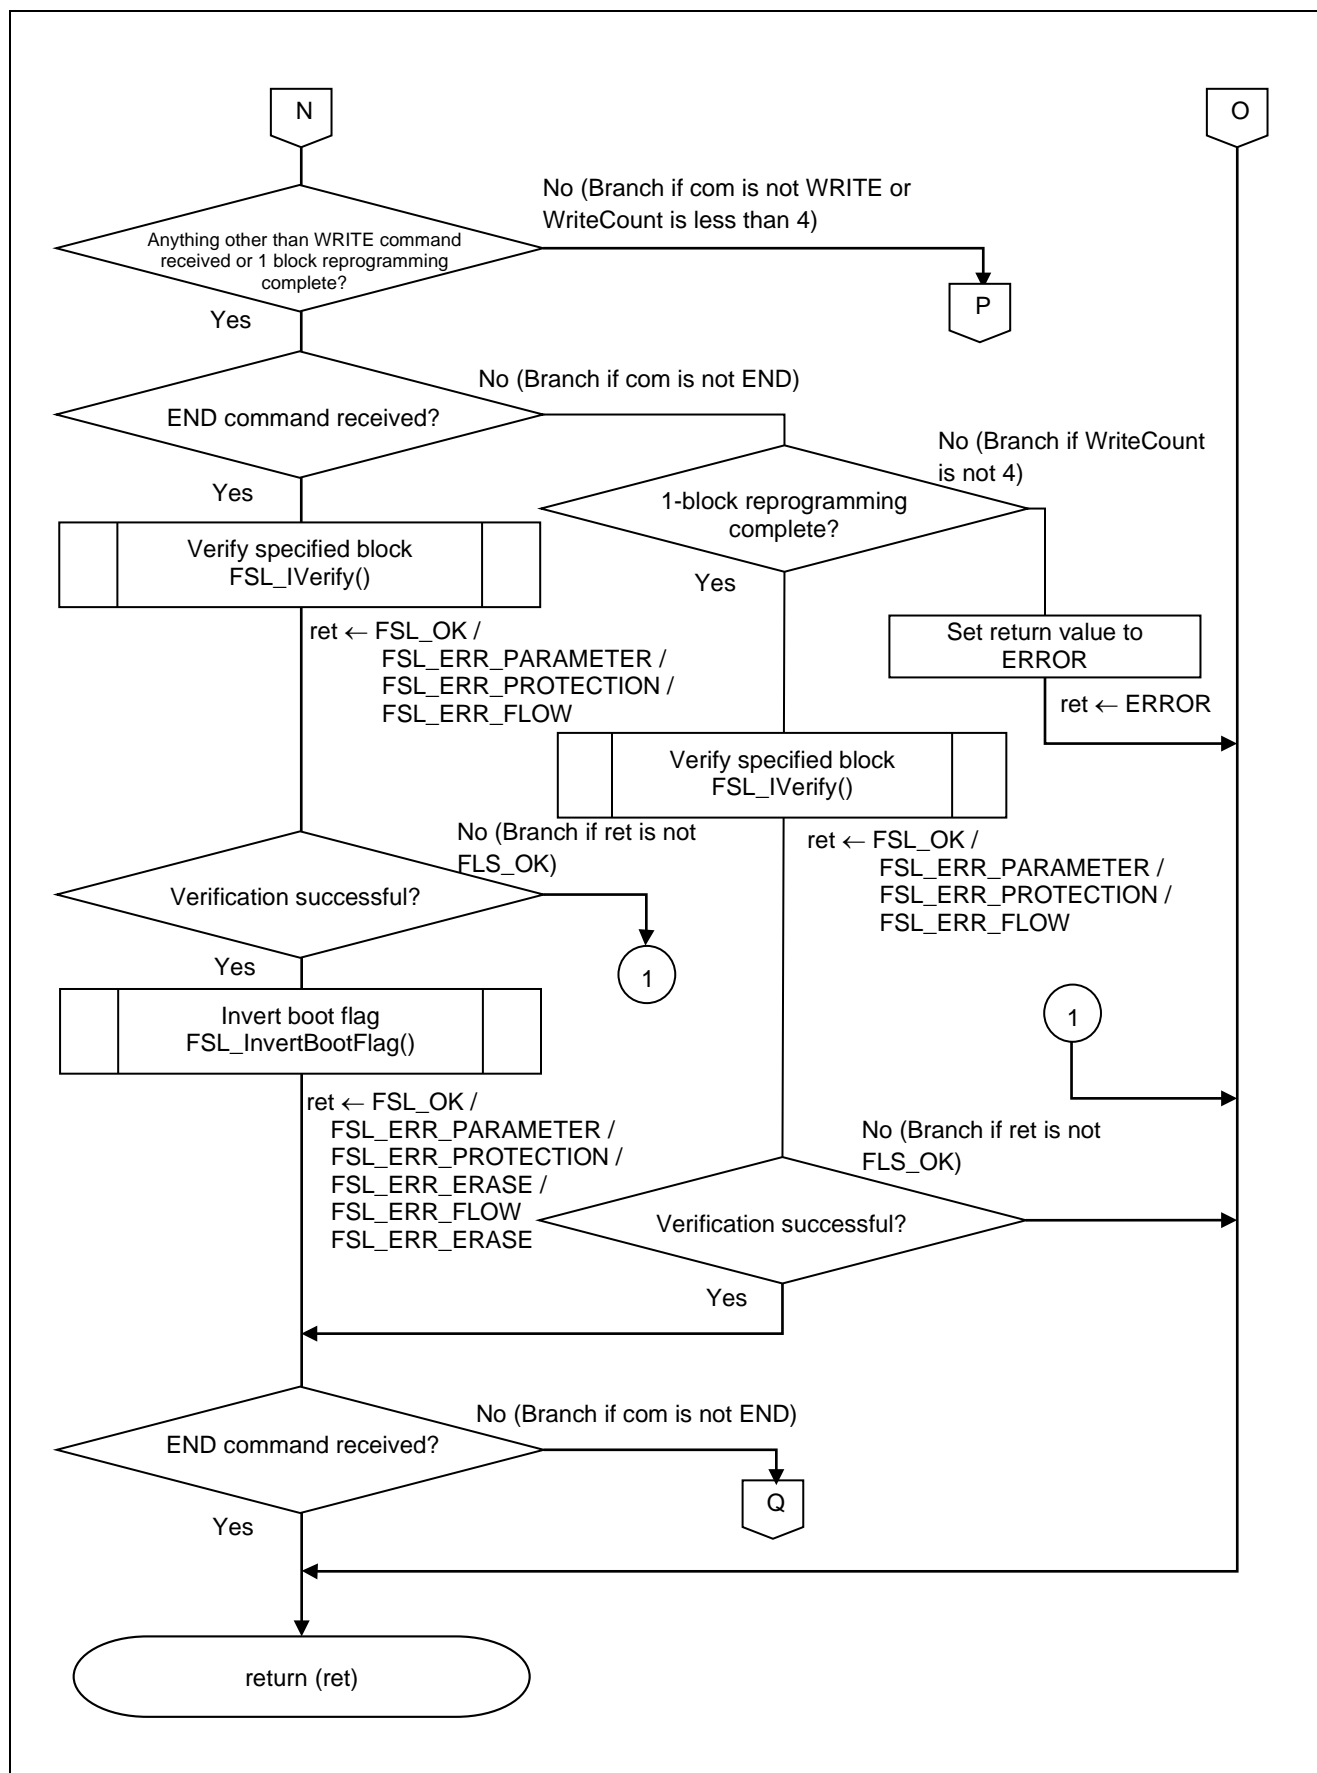 N
O
No (Branch if com is not WRITE or
WriteCount is less than 4)
Anything other than WRITE command
received or 1 block reprogramming
complete?
P
Yes
No (Branch if com is not END)
END command received?
No (Branch if WriteCount
is not 4)
Yes
1-block reprogramming
complete?
Verify specified block
FSL_IVerify()
Yes
ret ← FSL_OK /
FSL_ERR_PARAMETER /
FSL_ERR_PROTECTION /
FSL_ERR_FLOW
Set return value to
ERROR
ret ← ERROR
Verify specified block
FSL_IVerify()
No (Branch if ret is not
FLS_OK)
ret ← FSL_OK /
FSL_ERR_PARAMETER /
FSL_ERR_PROTECTION /
FSL_ERR_FLOW
Verification successful?
Yes
1
Invert boot flag
FSL_InvertBootFlag()
1
ret ← FSL_OK /
FSL_ERR_PARAMETER /
FSL_ERR_PROTECTION /
FSL_ERR_ERASE /
FSL_ERR_FLOW
FSL_ERR_ERASE
No (Branch if ret is not
FLS_OK)
Verification successful?
Yes
No (Branch if com is not END)
END command received?
Q
Yes
return (ret)